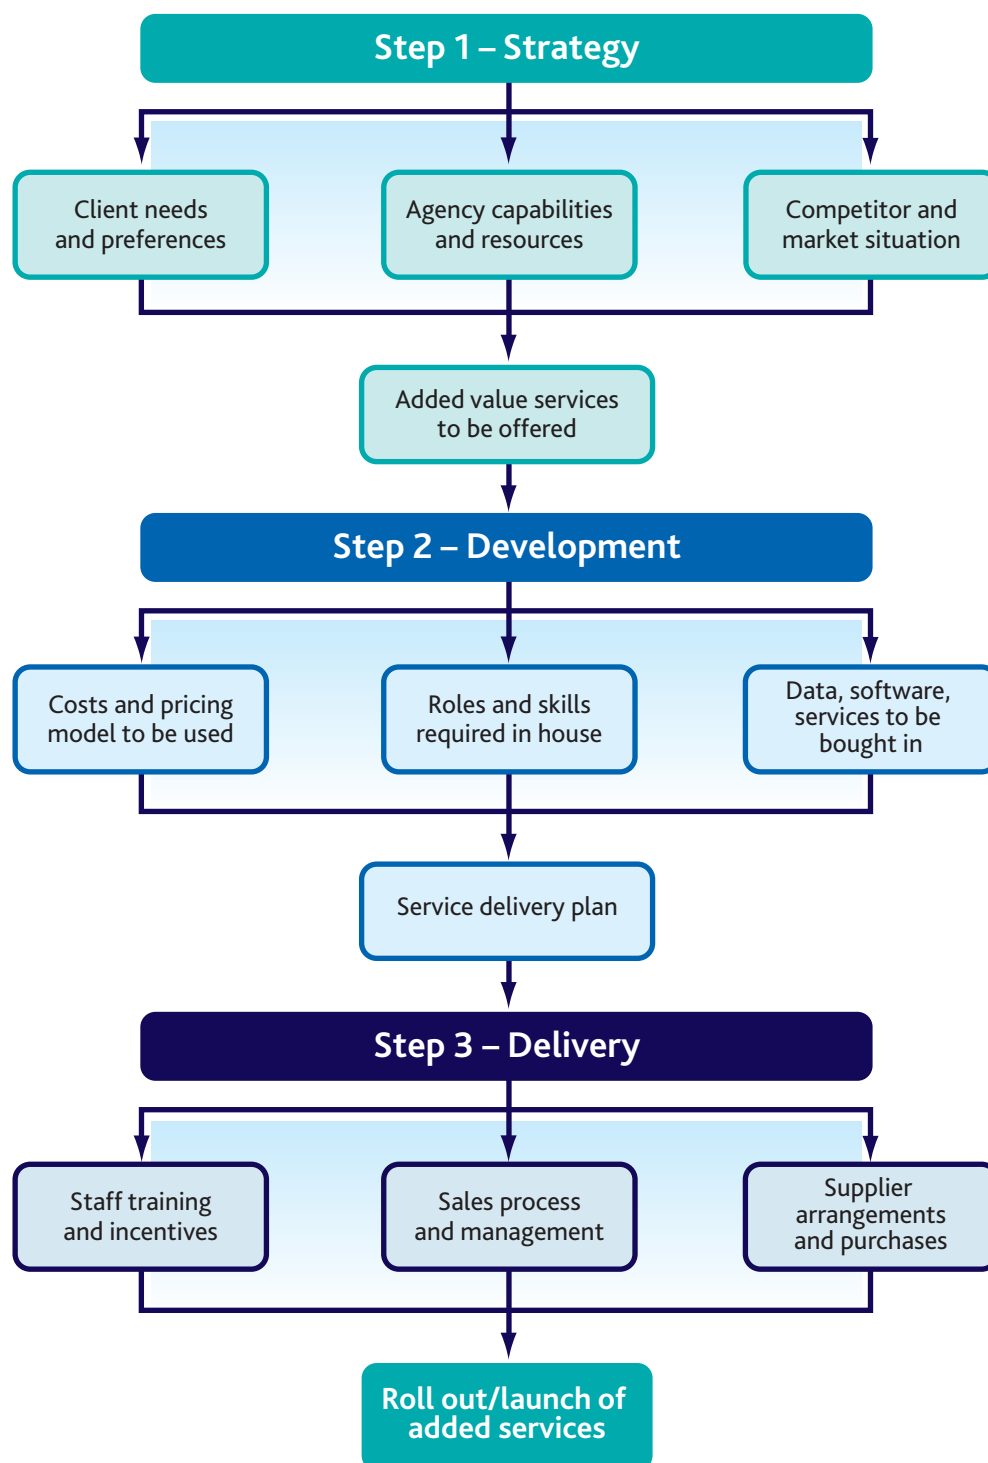 Step 1 – Strategy
Client needs
and preferences
Agency capabilities
and resources
Competitor and
market situation
Added value services
to be offered
Step 2 – Development
Costs and pricing
model to be used
Roles and skills
required in house
Data, software,
services to be
bought in
Service delivery plan
Step 3 – Delivery
Staff training
and incentives
Sales process
and management
Supplier
arrangements
and purchases
Roll out/launch of
added services